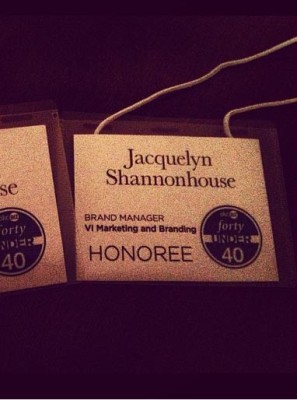 Jacquelyn
Shannonhouse
BRAND MANAGER
VI Marketing and Branding
HONOREE
forty
UNDER
40
se
forty
UNDER
40